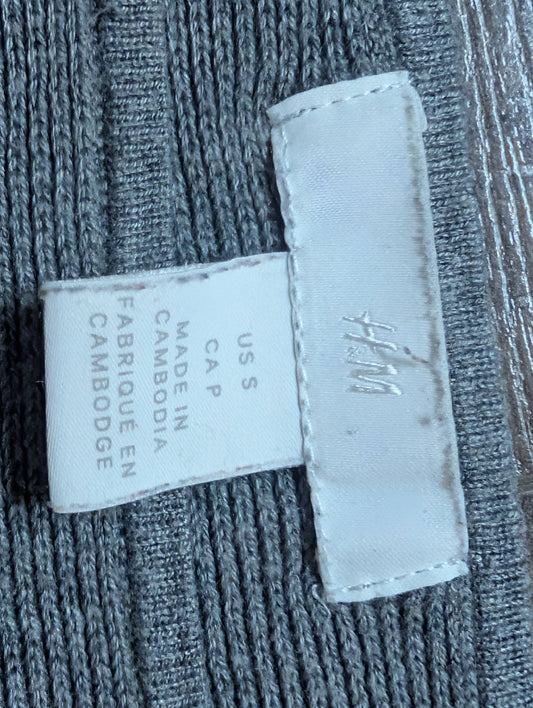 H&M
US S
CA P
MADE IN
CAMBODIA
FABRIQUÉ EN
CAMBODGE